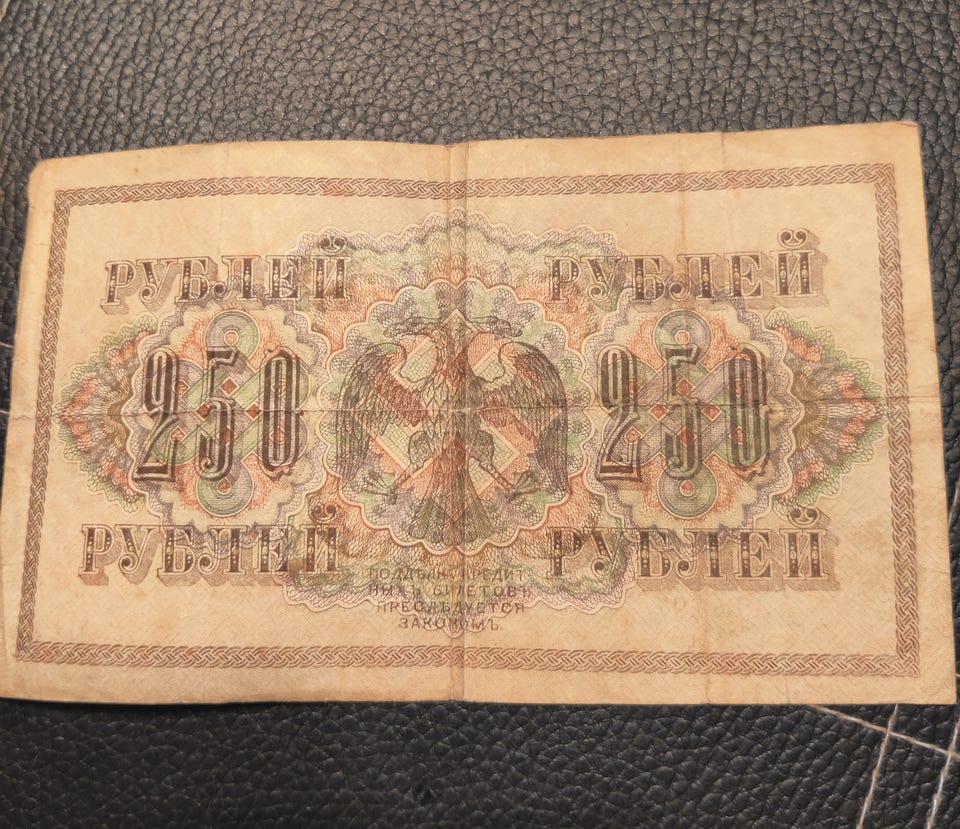 РУБЛЕЙ РУБЛЕЙ
250 250
РУБЛЕЙ РУБЛЕЙ
ПОДДѢЛКА КРЕДИТ-
НЫХЪ БИЛЕТОВЪ
ПРЕСЛѢДУЕТСЯ
ЗАКОНОМЪ.